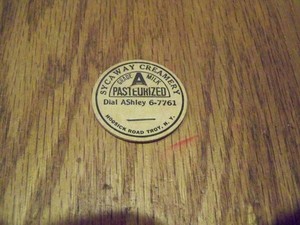 SYCAWAY CREAMERY
GRADE A MILK
PASTEURIZED
Dial AShley 6-7761
HOOSICK ROAD TROY, N. Y.